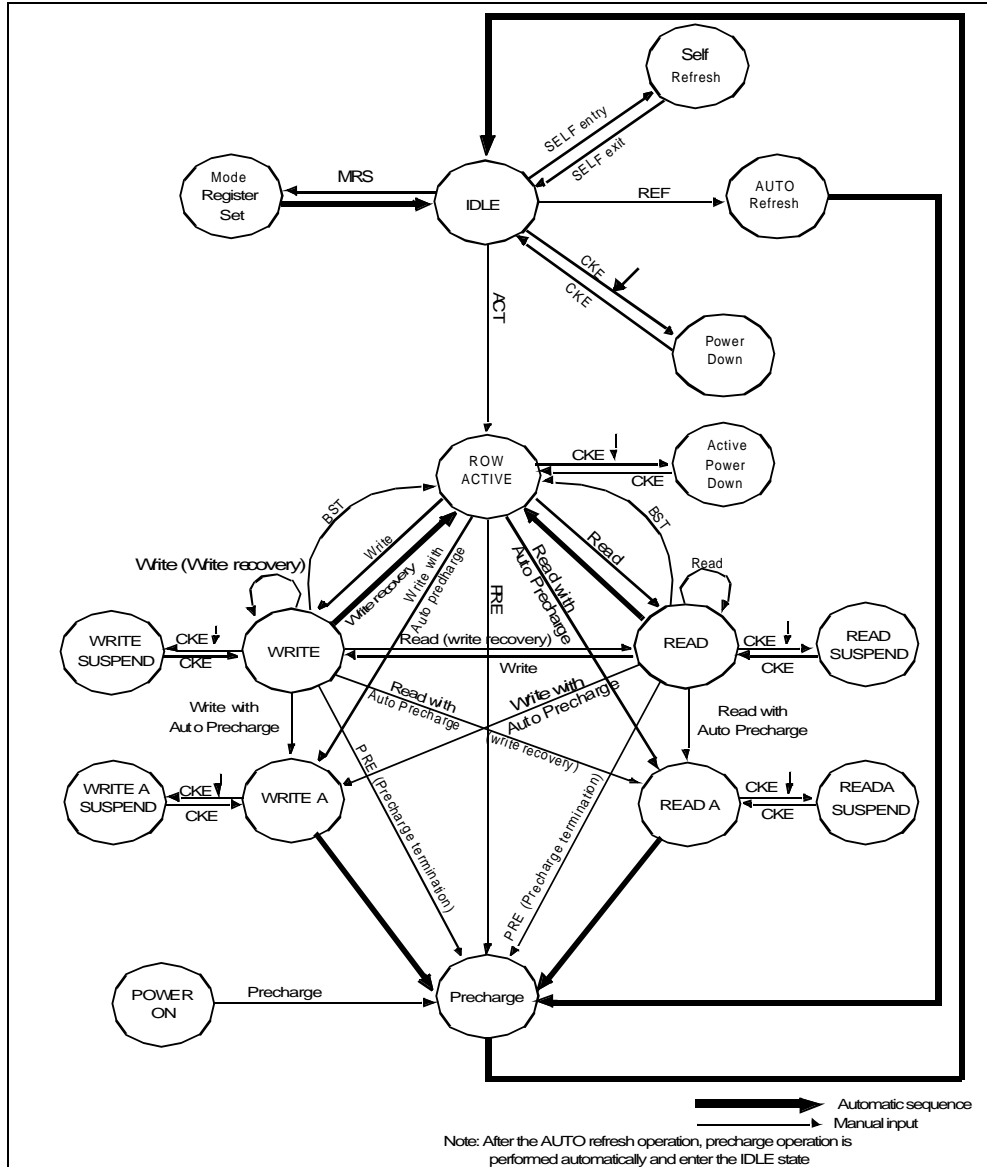 Self
Refresh
SELF entry
SELF exit
Mode
Register
Set
MRS
IDLE
REF
AUTO
Refresh
CKE
CKE
ACT
Power
Down
ROW
ACTIVE
CKE
CKE
Active
Power
Down
BST
BST
Write
Write recovery
Write with
Auto precharge
PRE
Read with
Auto Precharge
Read
Write (Write recovery)
Read
WRITE
SUSPEND
CKE
CKE
WRITE
Read (write recovery)
Write
READ
CKE
CKE
READ
SUSPEND
Write with
Auto Precharge
Read with
Auto Precharge
(write recovery)
Write with
Auto Precharge
Read with
Auto Precharge
PRE (Precharge termination)
PRE (Precharge termination)
WRITE A
SUSPEND
CKE
CKE
WRITE A
READ A
CKE
CKE
READA
SUSPEND
POWER
ON
Precharge
Precharge
Automatic sequence
Manual input
Note: After the AUTO refresh operation, precharge operation is
performed automatically and enter the IDLE state